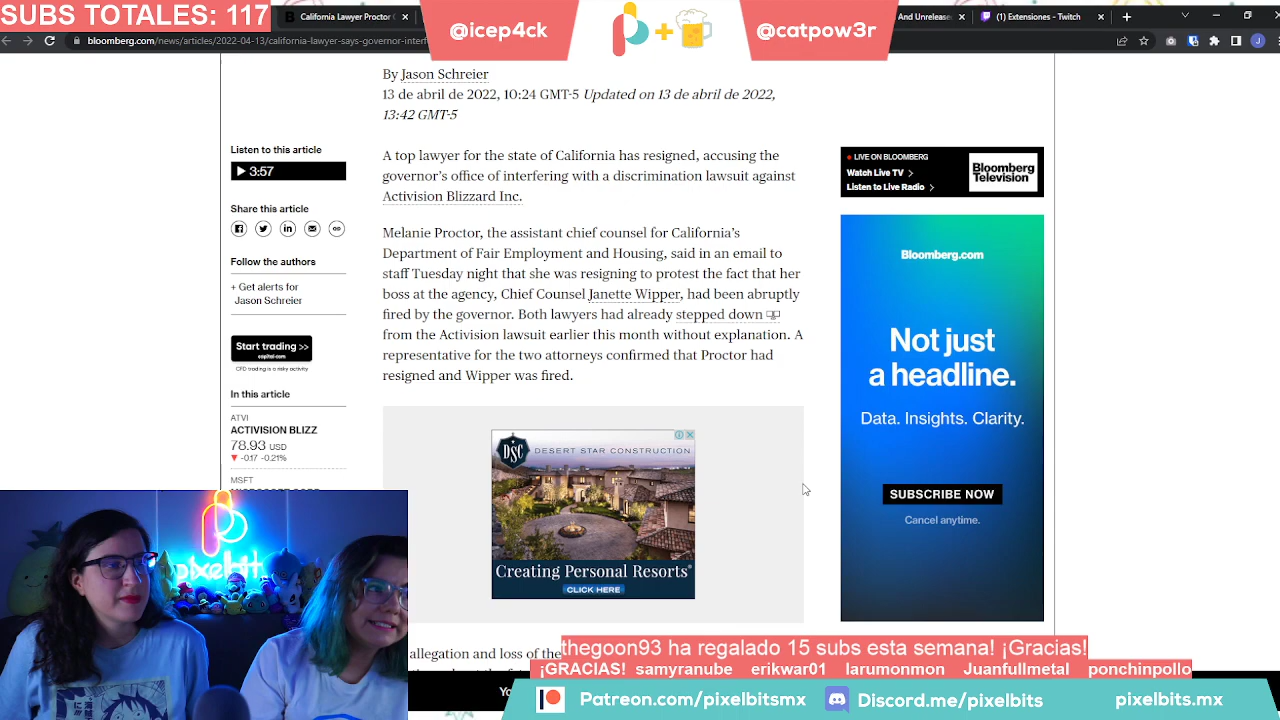 SUBS TOTALES: 117
California Lawyer Proctor
And Unreleas
(1) Extensions - Twitch
@icep4ck
@catpow3r
bloomberg.com/news/articles/2022-04-13/california-lawyer-says-governor-interf
By Jason Schreier
13 de abril de 2022, 10:24 GMT-5 Updated on 13 de abril de 2022,
13:42 GMT-5
Listen to this article
3:57
Share this article
Follow the authors
+ Get alerts for
Jason Schreier
Start trading >>
capital.com
CFD trading is a risky activity
In this article
ATVI
ACTIVISION BLIZZ
78.93 USD
-0.17 -0.21%
MSFT
A top lawyer for the state of California has resigned, accusing the
governor's office of interfering with a discrimination lawsuit against
Activision Blizzard Inc.
Melanie Proctor, the assistant chief counsel for California's
Department of Fair Employment and Housing, said in an email to
staff Tuesday night that she was resigning to protest the fact that her
boss at the agency, Chief Counsel Janette Wipper, had been abruptly
fired by the governor. Both lawyers had already stepped down
from the Activision lawsuit earlier this month without explanation. A
representative for the two attorneys confirmed that Proctor had
resigned and Wipper was fired.
DSC
DESERT STAR CONSTRUCTION
Creating Personal Resorts®
CLICK HERE
allegation and loss of the
LIVE ON BLOOMBERG
Watch Live TV >
Listen to Live Radio >
Bloomberg
Television
Bloomberg.com
Not just
a headline.
Data. Insights. Clarity.
SUBSCRIBE NOW
Cancel anytime.
pixelbit
thegoon93 ha regalado 15 subs esta semana! ¡Gracias!
¡GRACIAS! samyranube erikwar01 larumonmon Juanfullmetal ponchinpollo
Yo
Patreon.com/pixelbitsmx
Discord.me/pixelbits
pixelbits.mx